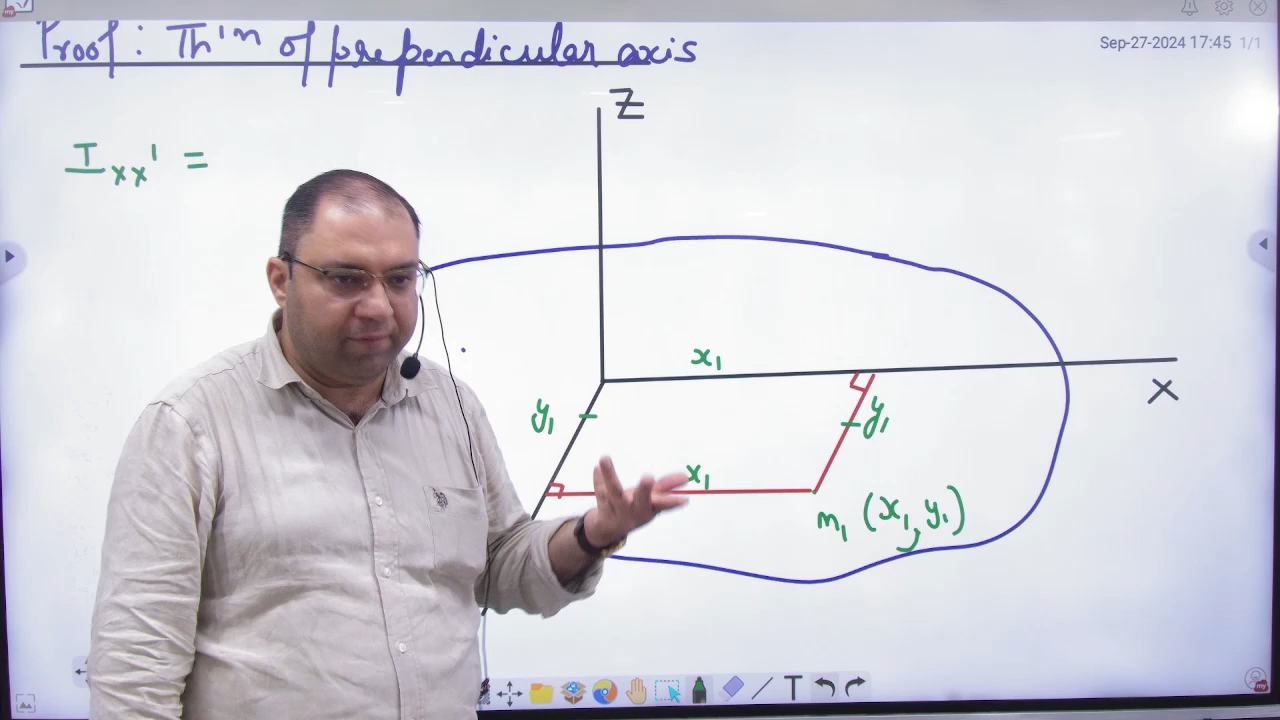 Proof : Th'm of prependicular axis
Sep-27-2024 17:45 1/1
Z
I xx' =
x₁
X
y₁
y₁
x₁
m₁ (x₁, y₁)
T